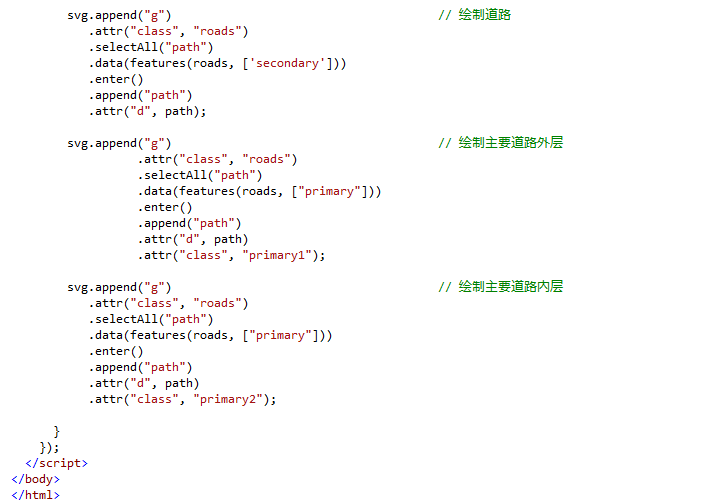 svg.append("g") // 绘制道路
.attr("class", "roads")
.selectAll("path")
.data(features(roads, ['secondary']))
.enter()
.append("path")
.attr("d", path);
svg.append("g") // 绘制主要道路外层
.attr("class", "roads")
.selectAll("path")
.data(features(roads, ["primary"]))
.enter()
.append("path")
.attr("d", path)
.attr("class", "primary1");
svg.append("g") // 绘制主要道路内层
.attr("class", "roads")
.selectAll("path")
.data(features(roads, ["primary"]))
.enter()
.append("path")
.attr("d", path)
.attr("class", "primary2");
}
});
</script>
</body>
</html>